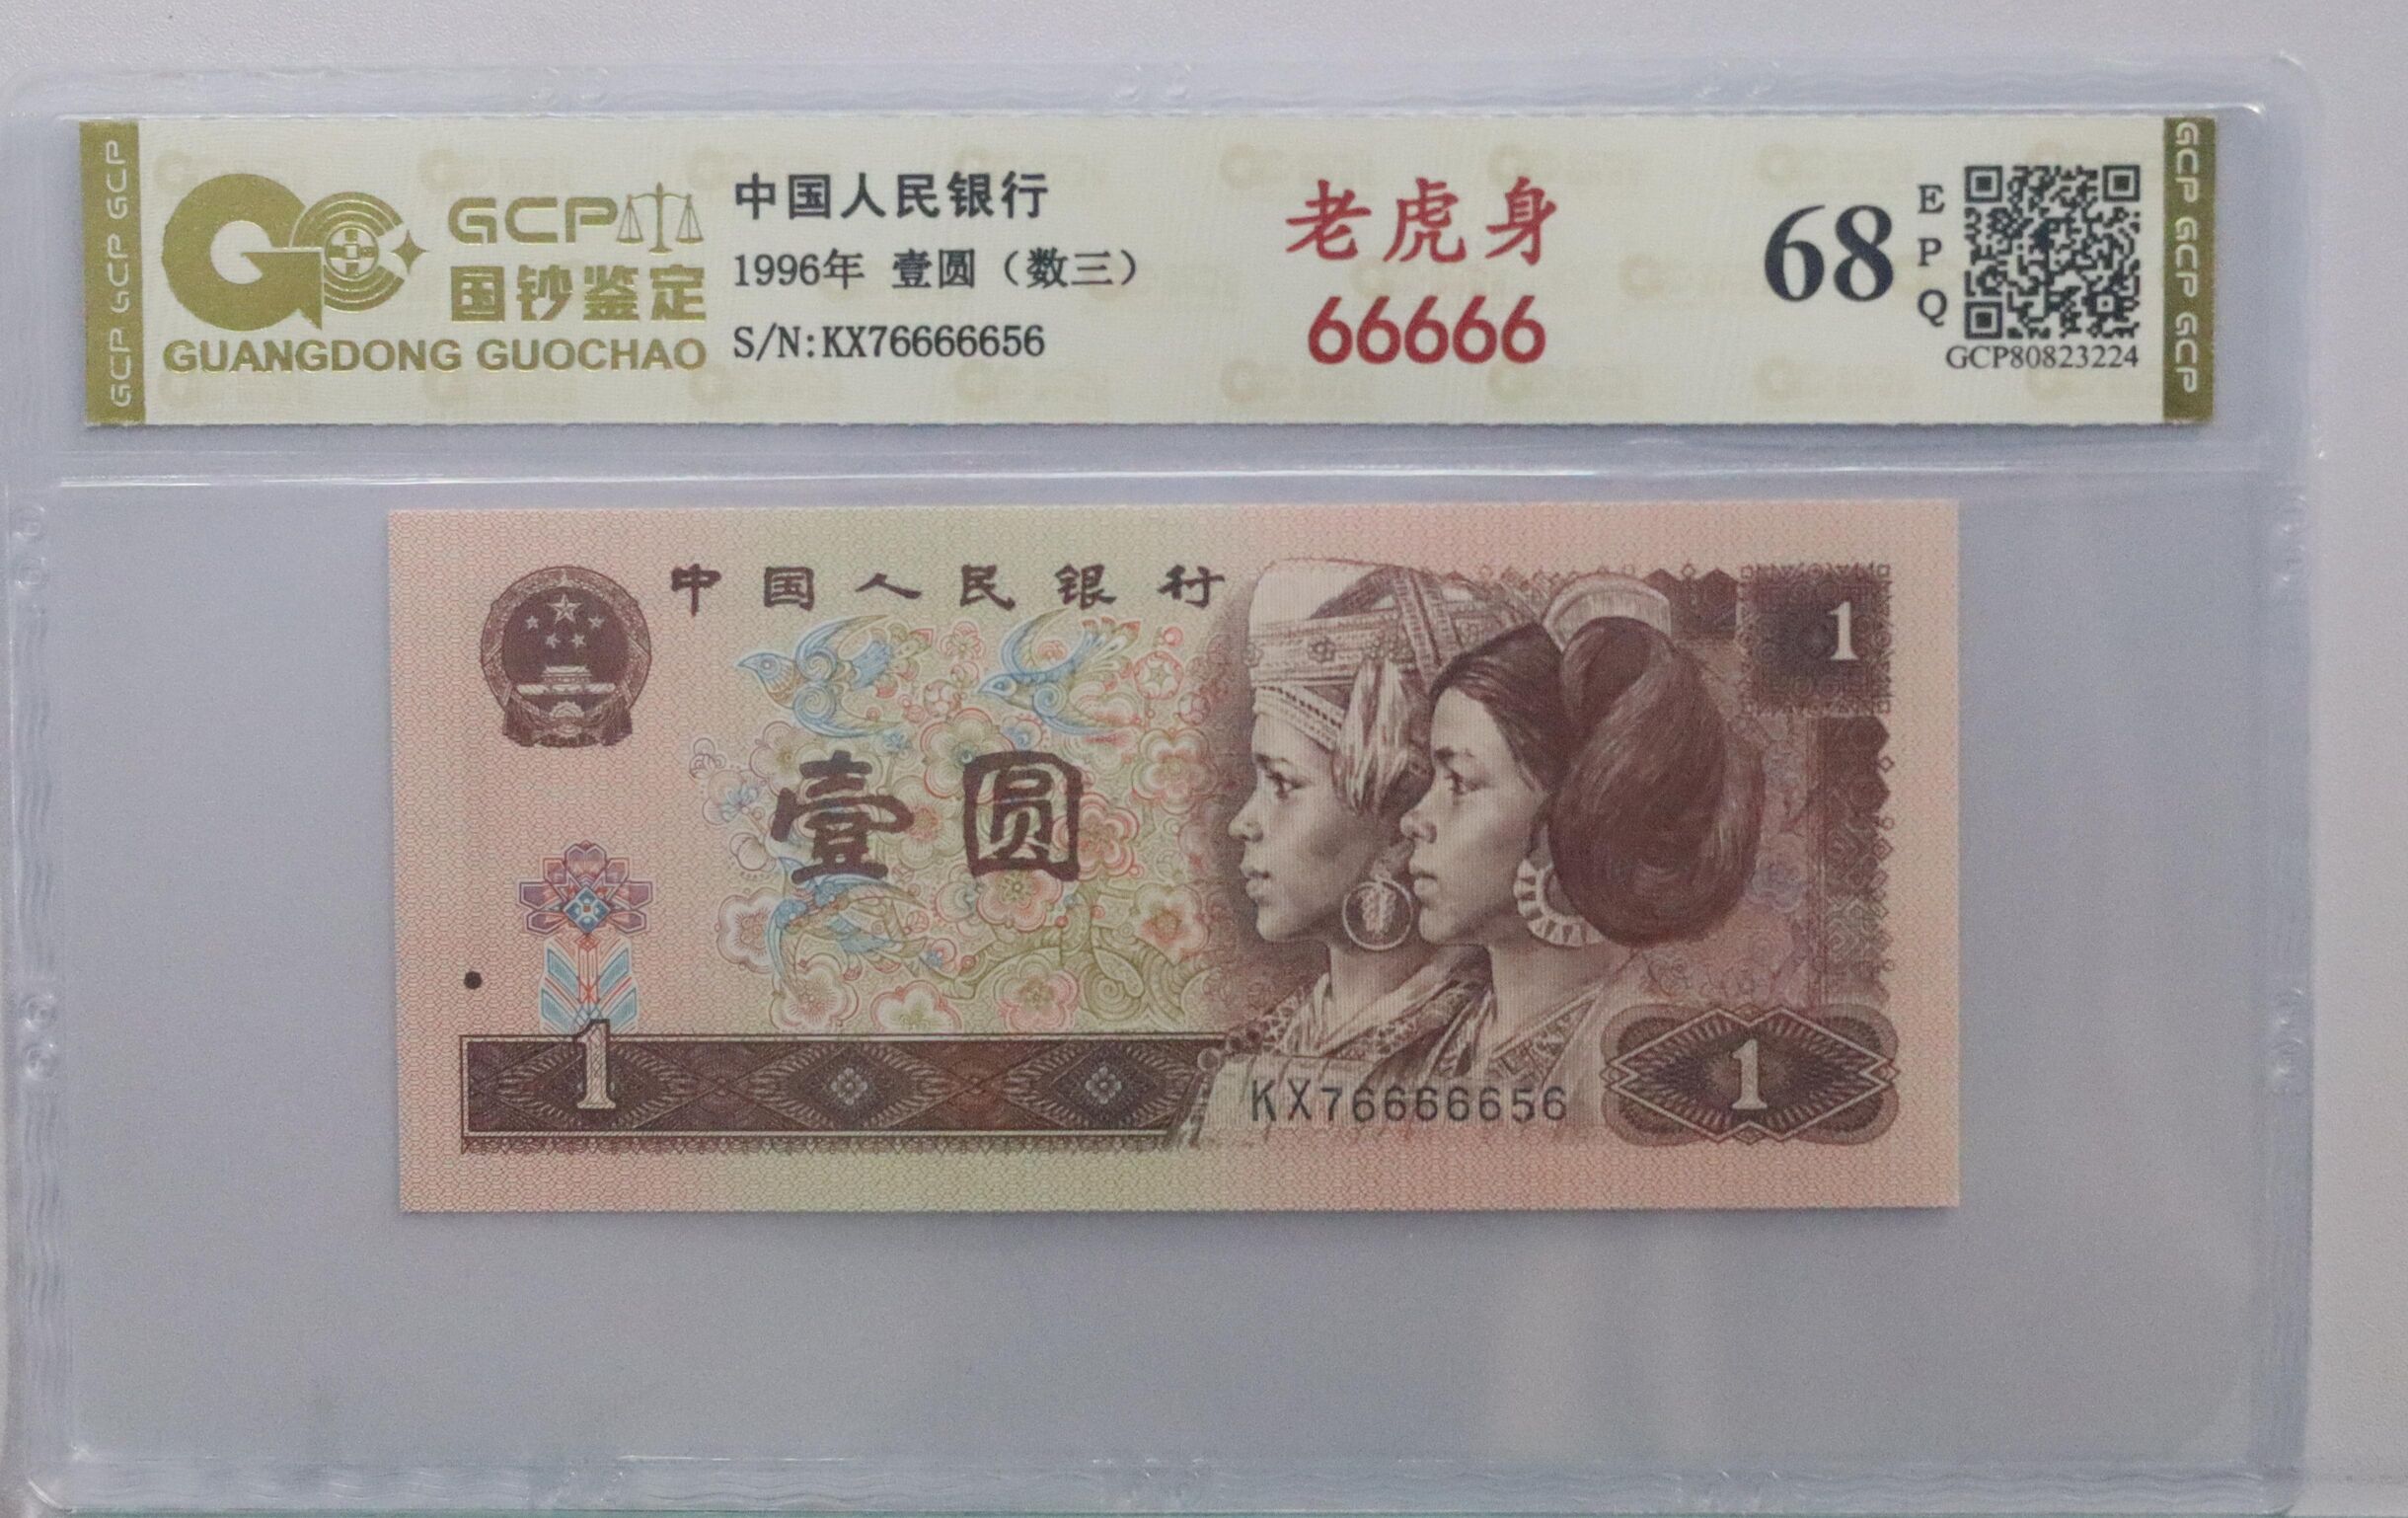 GCP GCP GCP GCP
GCP
国钞鉴定
GUANGDONG GUOCHAO
中国人民银行
1996年 壹圆（数三）
S/N:KX76666656
老虎身
66666
68
E
P
Q
GCP80823224
GCP GCP GCP GCP
中国人民银行
1
壹圆
1
KX76666656
1